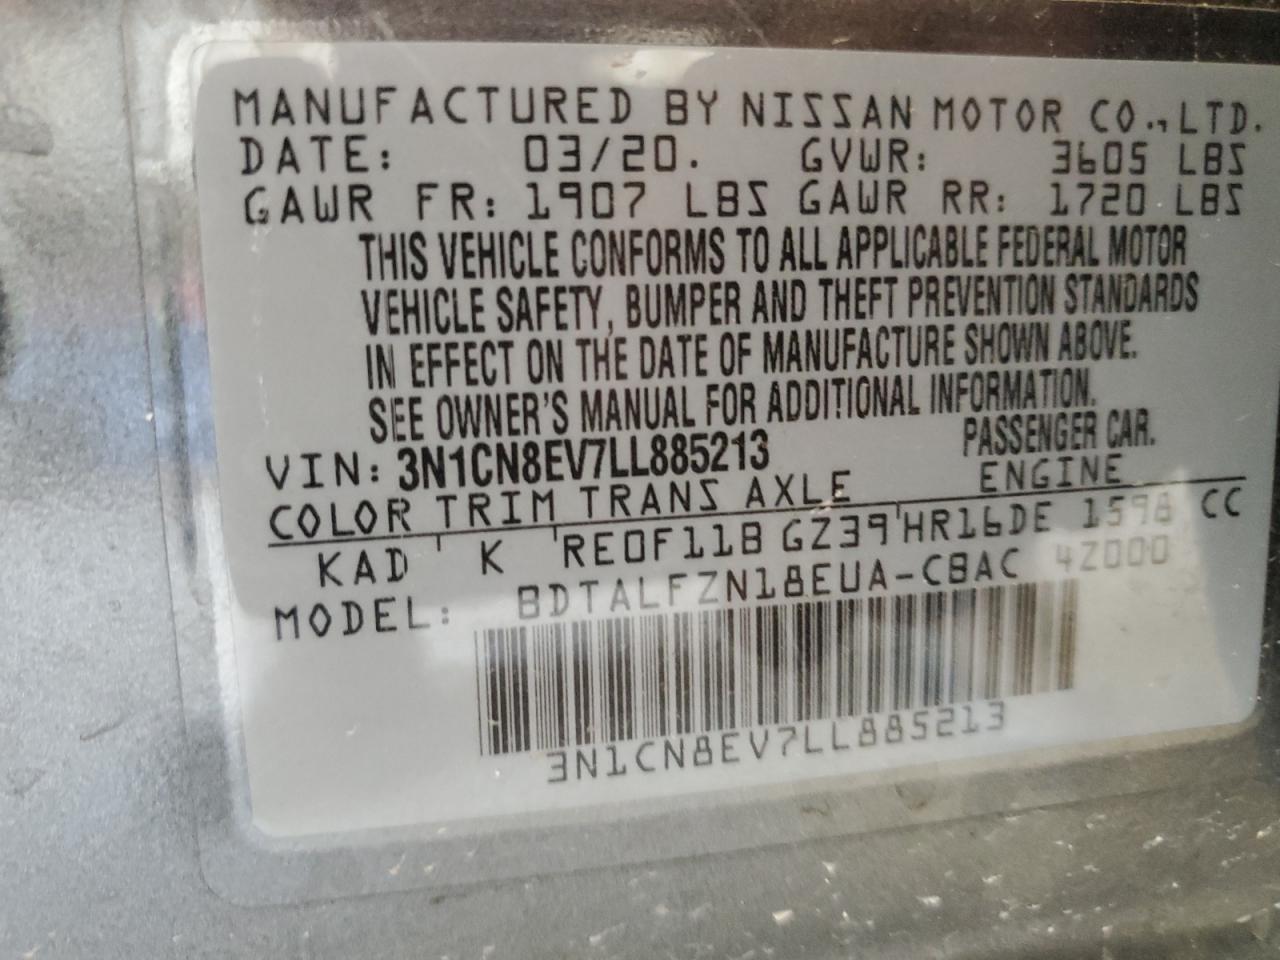 MANUFACTURED BY NISSAN MOTOR CO., LTD.
DATE: 03/20. GVWR: 3605 LBS
GAWR FR: 1907 LBS GAWR RR: 1720 LBS
THIS VEHICLE CONFORMS TO ALL APPLICABLE FEDERAL MOTOR
VEHICLE SAFETY, BUMPER AND THEFT PREVENTION STANDARDS
IN EFFECT ON THE DATE OF MANUFACTURE SHOWN ABOVE.
SEE OWNER'S MANUAL FOR ADDITIONAL INFORMATION.
VIN: 3N1CN8EV7LL885213 PASSENGER CAR.
COLOR TRIM TRANS AXLE ENGINE
KAD K RE0F11B GZ39 HR16DE 1598 CC
MODEL: BDTALFZN18EUA-CBAC 4Z000
3N1CN8EV7LL885213